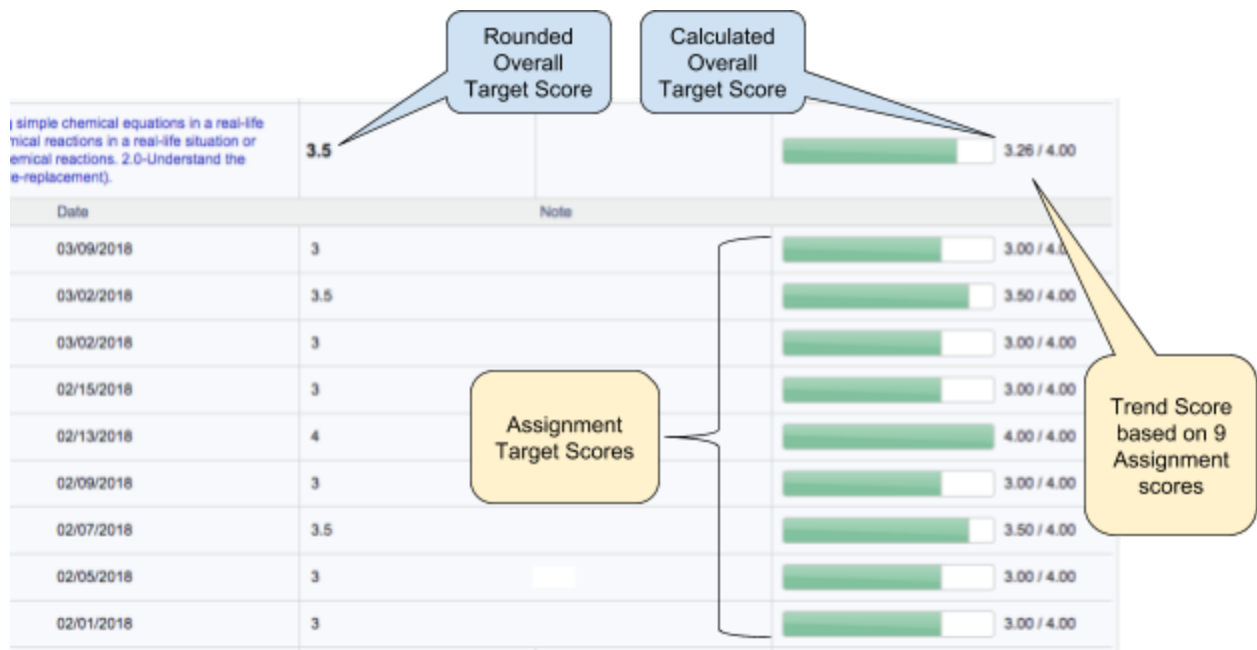 Rounded
Overall
Target Score
Calculated
Overall
Target Score
simple chemical equations in a real-life
mical reactions in a real-life situation or
emical reactions. 2.0-Understand the
e-replacement).
3.5
3.26 / 4.00
Date Note
03/09/2018 3 3.00 / 4.0
03/02/2018 3.5 3.50 / 4.00
03/02/2018 3 3.00 / 4.00
02/15/2018 3 3.00 / 4.00
02/13/2018 4 4.00 / 4.00
02/09/2018 3 3.00 / 4.00
02/07/2018 3.5 3.50 / 4.00
02/05/2018 3 3.00 / 4.00
02/01/2018 3 3.00 / 4.00
Assignment
Target Scores
Trend Score
based on 9
Assignment
scores